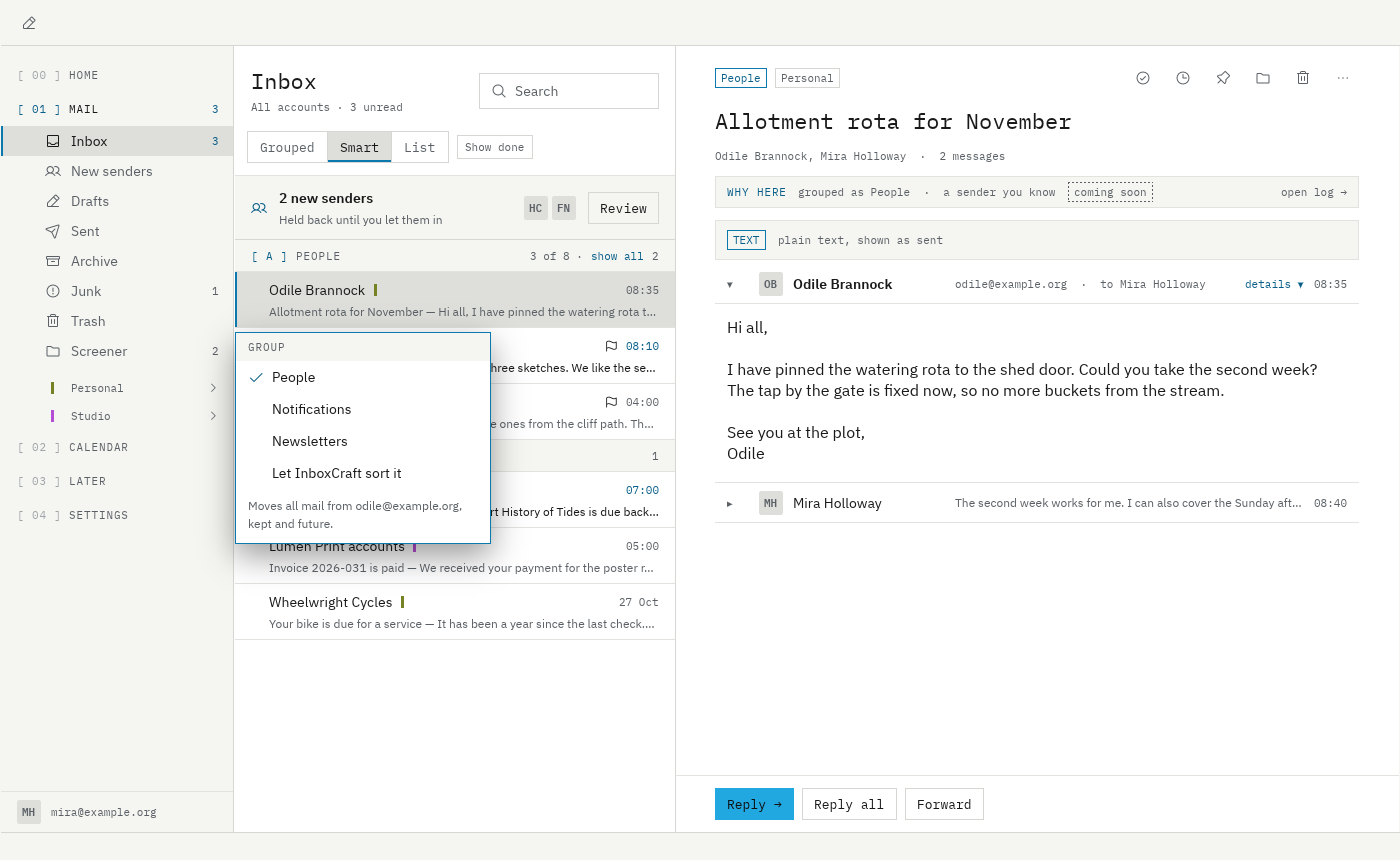 [ 00 ] HOME
[ 01 ] MAIL 3
Inbox 3
New senders
Drafts
Sent
Archive
Junk 1
Trash
Screener 2
Personal
Studio
[ 02 ] CALENDAR
[ 03 ] LATER
[ 04 ] SETTINGS
MH mira@example.org
Inbox
All accounts · 3 unread
Search
Grouped Smart List Show done
2 new senders
Held back until you let them in
HC FN Review
[ A ] PEOPLE 3 of 8 · show all 2
Odile Brannock 08:35
Allotment rota for November — Hi all, I have pinned the watering rota t…
08:10
hree sketches. We like the se…
04:00
e ones from the cliff path. Th…
1
07:00
rt History of Tides is due back…
GROUP
People
Notifications
Newsletters
Let InboxCraft sort it
Moves all mail from odile@example.org,
kept and future.
Lumen Print accounts 05:00
Invoice 2026-031 is paid — We received your payment for the poster r…
Wheelwright Cycles 27 Oct
Your bike is due for a service — It has been a year since the last check.…
People Personal
Allotment rota for November
Odile Brannock, Mira Holloway · 2 messages
WHY HERE grouped as People · a sender you know coming soon open log →
TEXT plain text, shown as sent
▾ OB Odile Brannock odile@example.org · to Mira Holloway details ▾ 08:35
Hi all,
I have pinned the watering rota to the shed door. Could you take the second week?
The tap by the gate is fixed now, so no more buckets from the stream.
See you at the plot,
Odile
▸ MH Mira Holloway The second week works for me. I can also cover the Sunday aft… 08:40
Reply → Reply all Forward